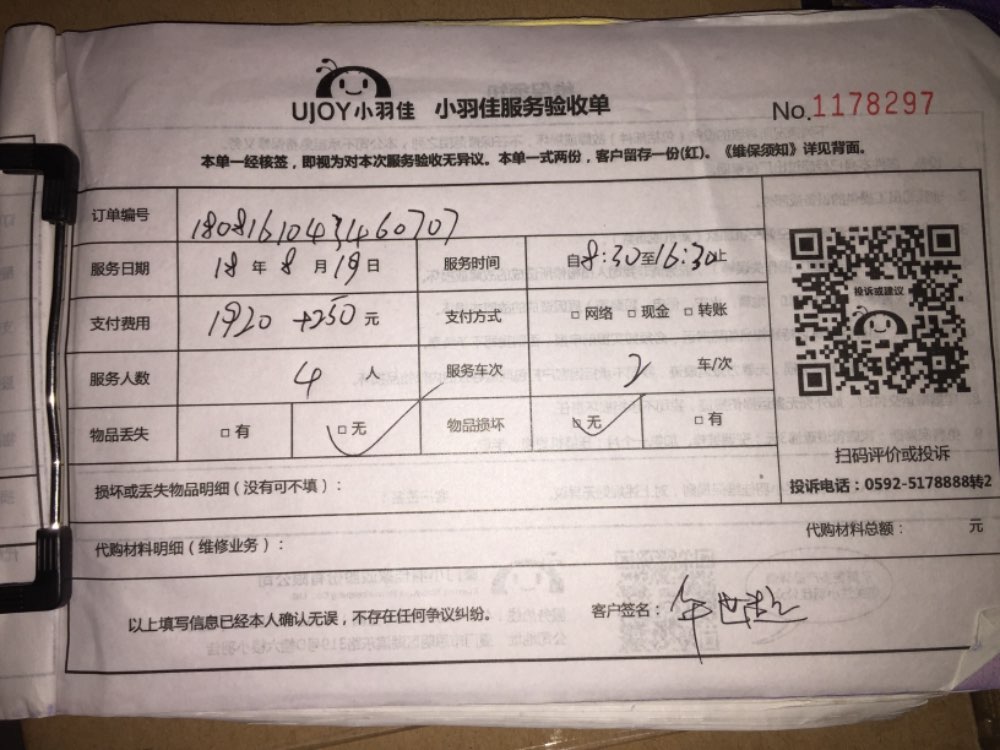 UJOY小羽佳 小羽佳服务验收单 No.1178297
本单一经核签，即视为对本次服务验收无异议。本单一式两份，客户留存一份(红)。《维保须知》详见背面。
订单编号 18081610431460707
服务日期 18 年 8 月 19 日 服务时间 自8:30至16:30止
投诉或建议
支付费用 1920 +250 元 支付方式 □ 网络 □ 现金 □ 转账
服务人数 4 人 服务车次 2 车/次
物品丢失 □ 有 □ 无 物品损坏 □ 无 □ 有
扫码评价或投诉
损坏或丢失物品明细（没有可不填）：
投诉电话：0592-5178888转2
代购材料明细（维修业务）： 代购材料总额： 元
以上填写信息已经本人确认无误，不存在任何争议纠纷。 客户签名：